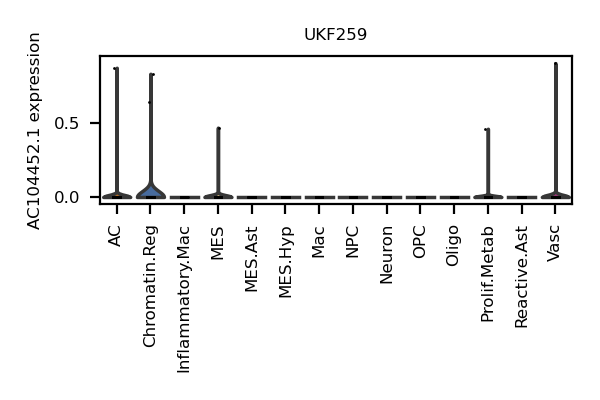 UKF259
AC104452.1 expression
0.5
0.0
AC
Chromatin.Reg
Inflammatory.Mac
MES
MES.Ast
MES.Hyp
Mac
NPC
Neuron
OPC
Oligo
Prolif.Metab
Reactive.Ast
Vasc